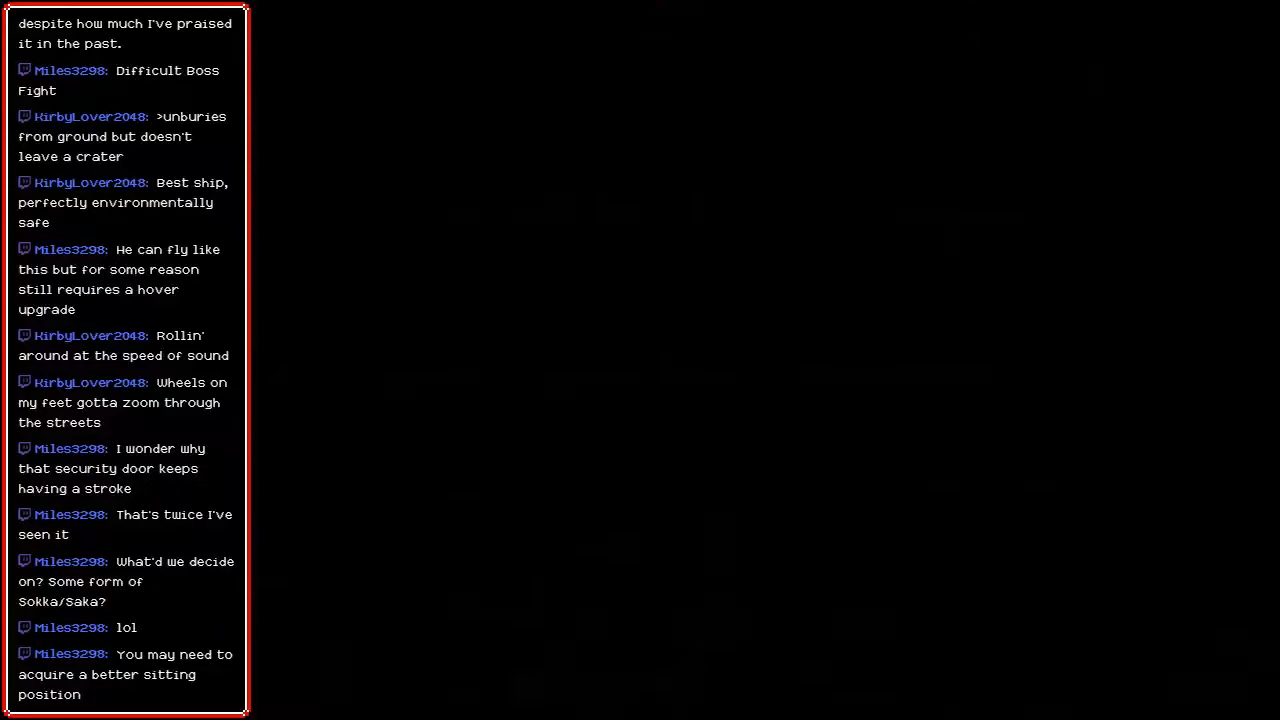 despite how much I've praised
it in the past.
Miles3298: Difficult Boss
Fight
KirbyLover2048: >unburies
from ground but doesn't
leave a crater
KirbyLover2048: Best ship,
perfectly environmentally
safe
Miles3298: He can fly like
this but for some reason
still requires a hover
upgrade
KirbyLover2048: Rollin'
around at the speed of sound
KirbyLover2048: Wheels on
my feet gotta zoom through
the streets
Miles3298: I wonder why
that security door keeps
having a stroke
Miles3298: That's twice I've
seen it
Miles3298: What'd we decide
on? Some form of
Sokka/Saka?
Miles3298: lol
Miles3298: You may need to
acquire a better sitting
position